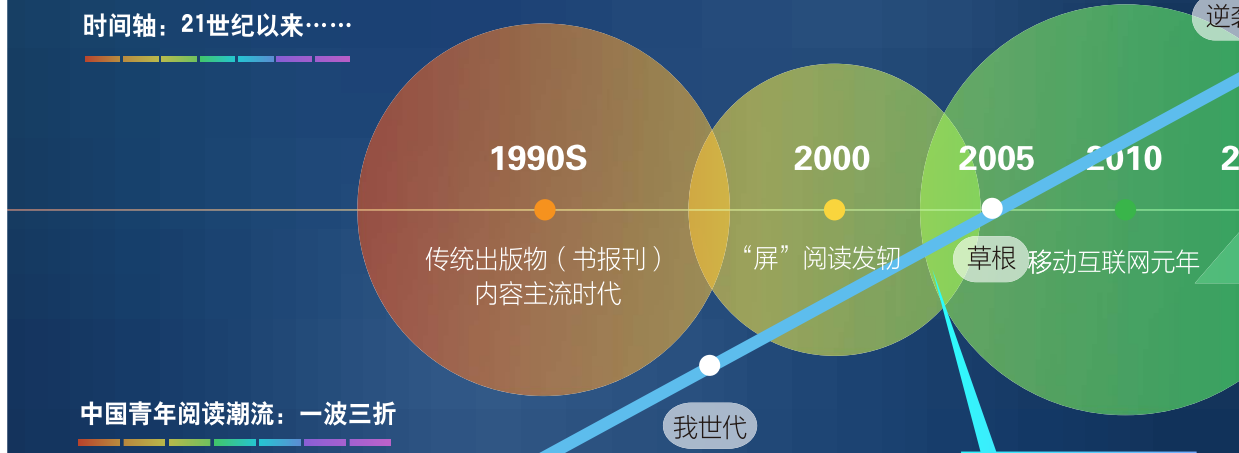 时间轴：21世纪以来……
逆袭
1990S
2000
2005
2010
传统出版物（书报刊）
内容主流时代
“屏”阅读发轫
草根
移动互联网元年
中国青年阅读潮流：一波三折
我世代